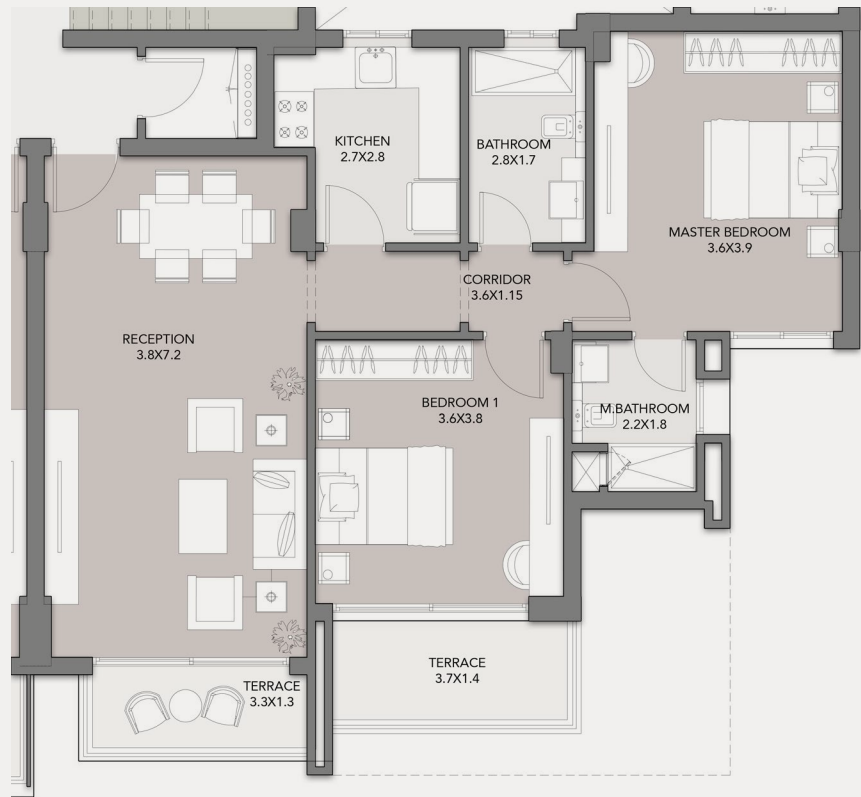 KITCHEN
2.7X2.8
BATHROOM
2.8X1.7
MASTER BEDROOM
3.6X3.9
CORRIDOR
3.6X1.15
RECEPTION
3.8X7.2
BEDROOM 1
3.6X3.8
M.BATHROOM
2.2X1.8
TERRACE
3.7X1.4
TERRACE
3.3X1.3